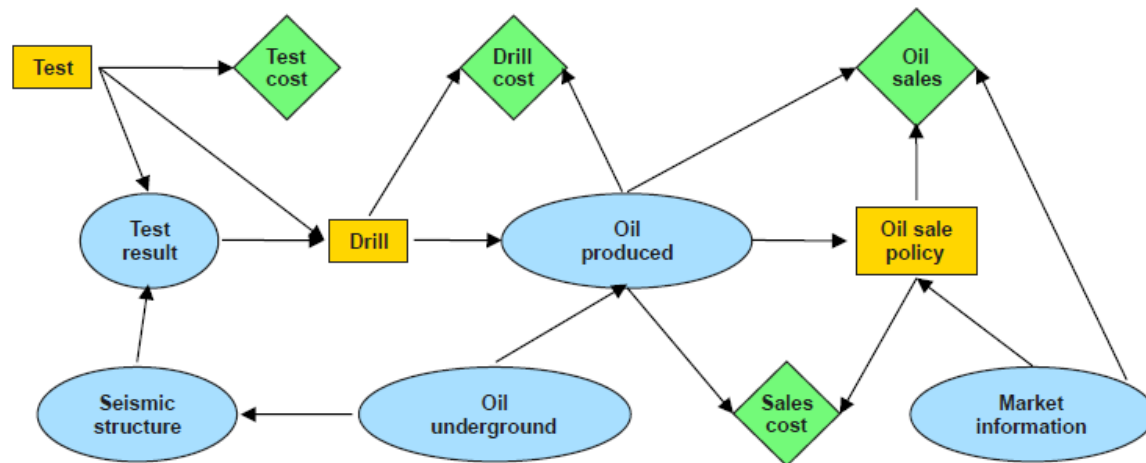 Test
Test
cost
Drill
cost
Oil
sales
Test
result
Drill
Oil
produced
Oil sale
policy
Seismic
structure
Oil
underground
Sales
cost
Market
information